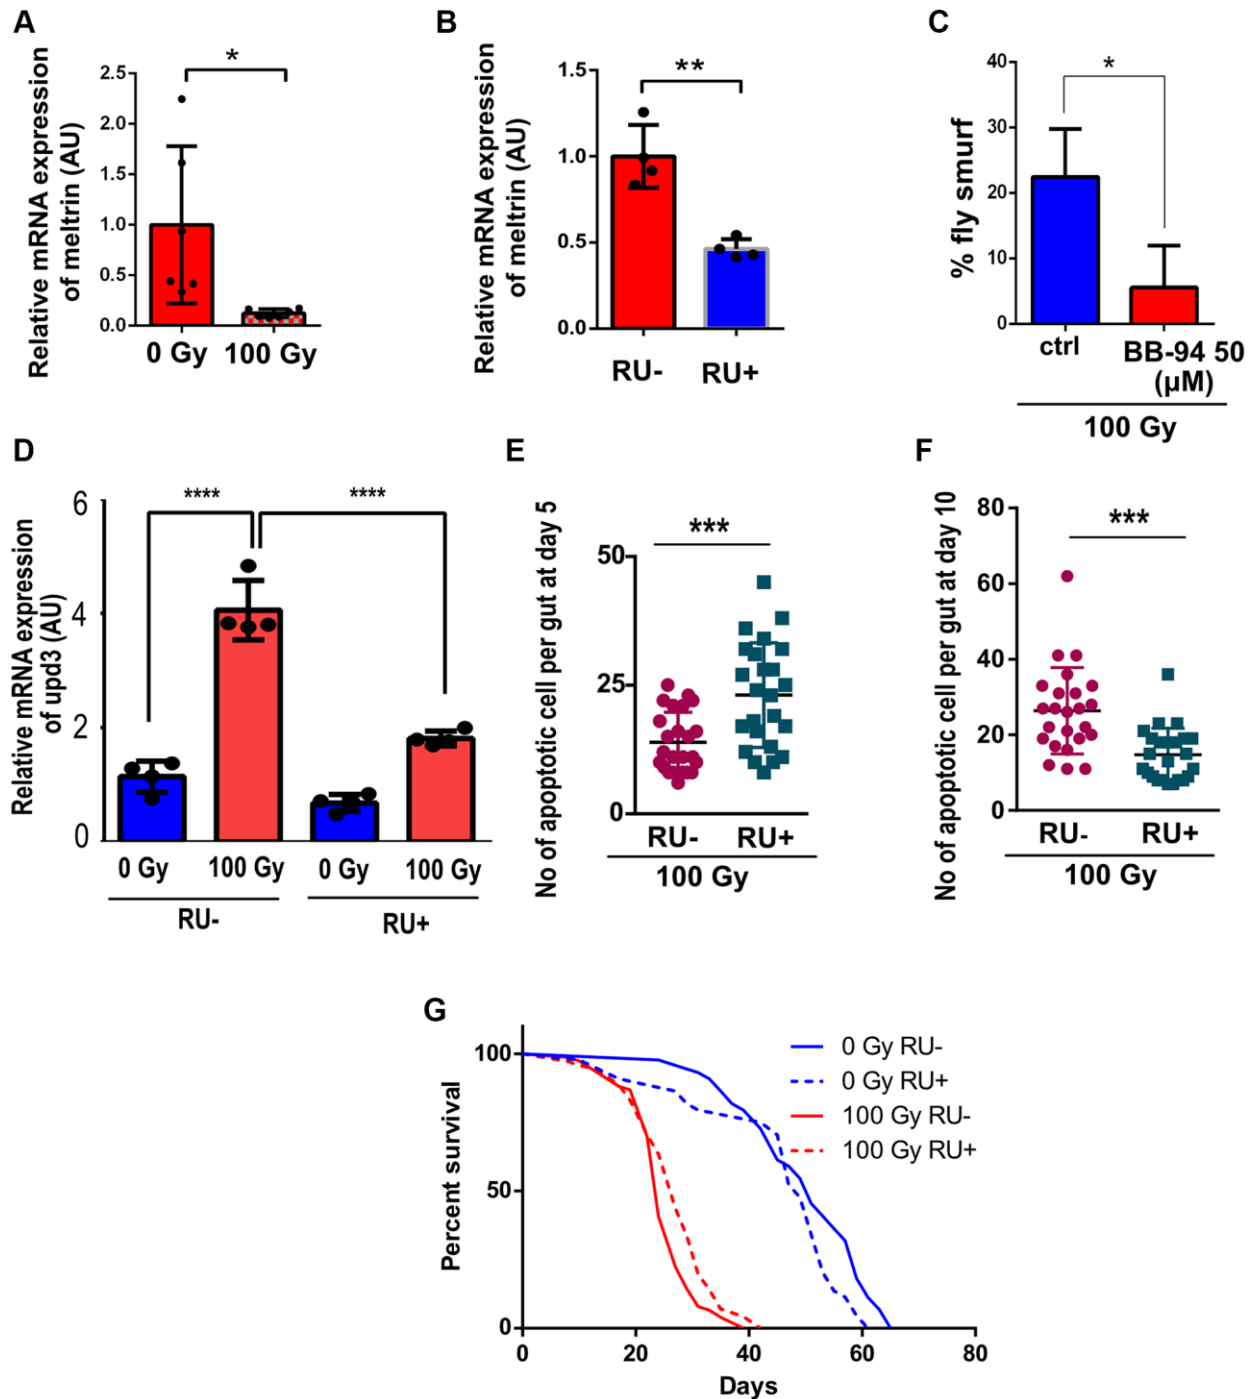 A
Relative mRNA expression
of meltrin (AU)
2.5
2.0
1.5
1.0
0.5
0.0
*
0 Gy
100 Gy
B
Relative mRNA expression
of meltrin (AU)
1.5
1.0
0.5
0.0
**
RU-
RU+
C
% fly smurf
40
30
20
10
0
*
ctrl
BB-94 50
(µM)
100 Gy
D
Relative mRNA expression
of upd3 (AU)
6
4
2
0
****
****
0 Gy
100 Gy
0 Gy
100 Gy
RU-
RU+
E
No of apoptotic cell per gut at day 5
50
25
0
***
RU-
RU+
100 Gy
F
No of apoptotic cell per gut at day 10
80
60
40
20
0
***
RU-
RU+
100 Gy
G
Percent survival
100
50
0
0
20
40
60
80
Days
0 Gy RU-
0 Gy RU+
100 Gy RU-
100 Gy RU+